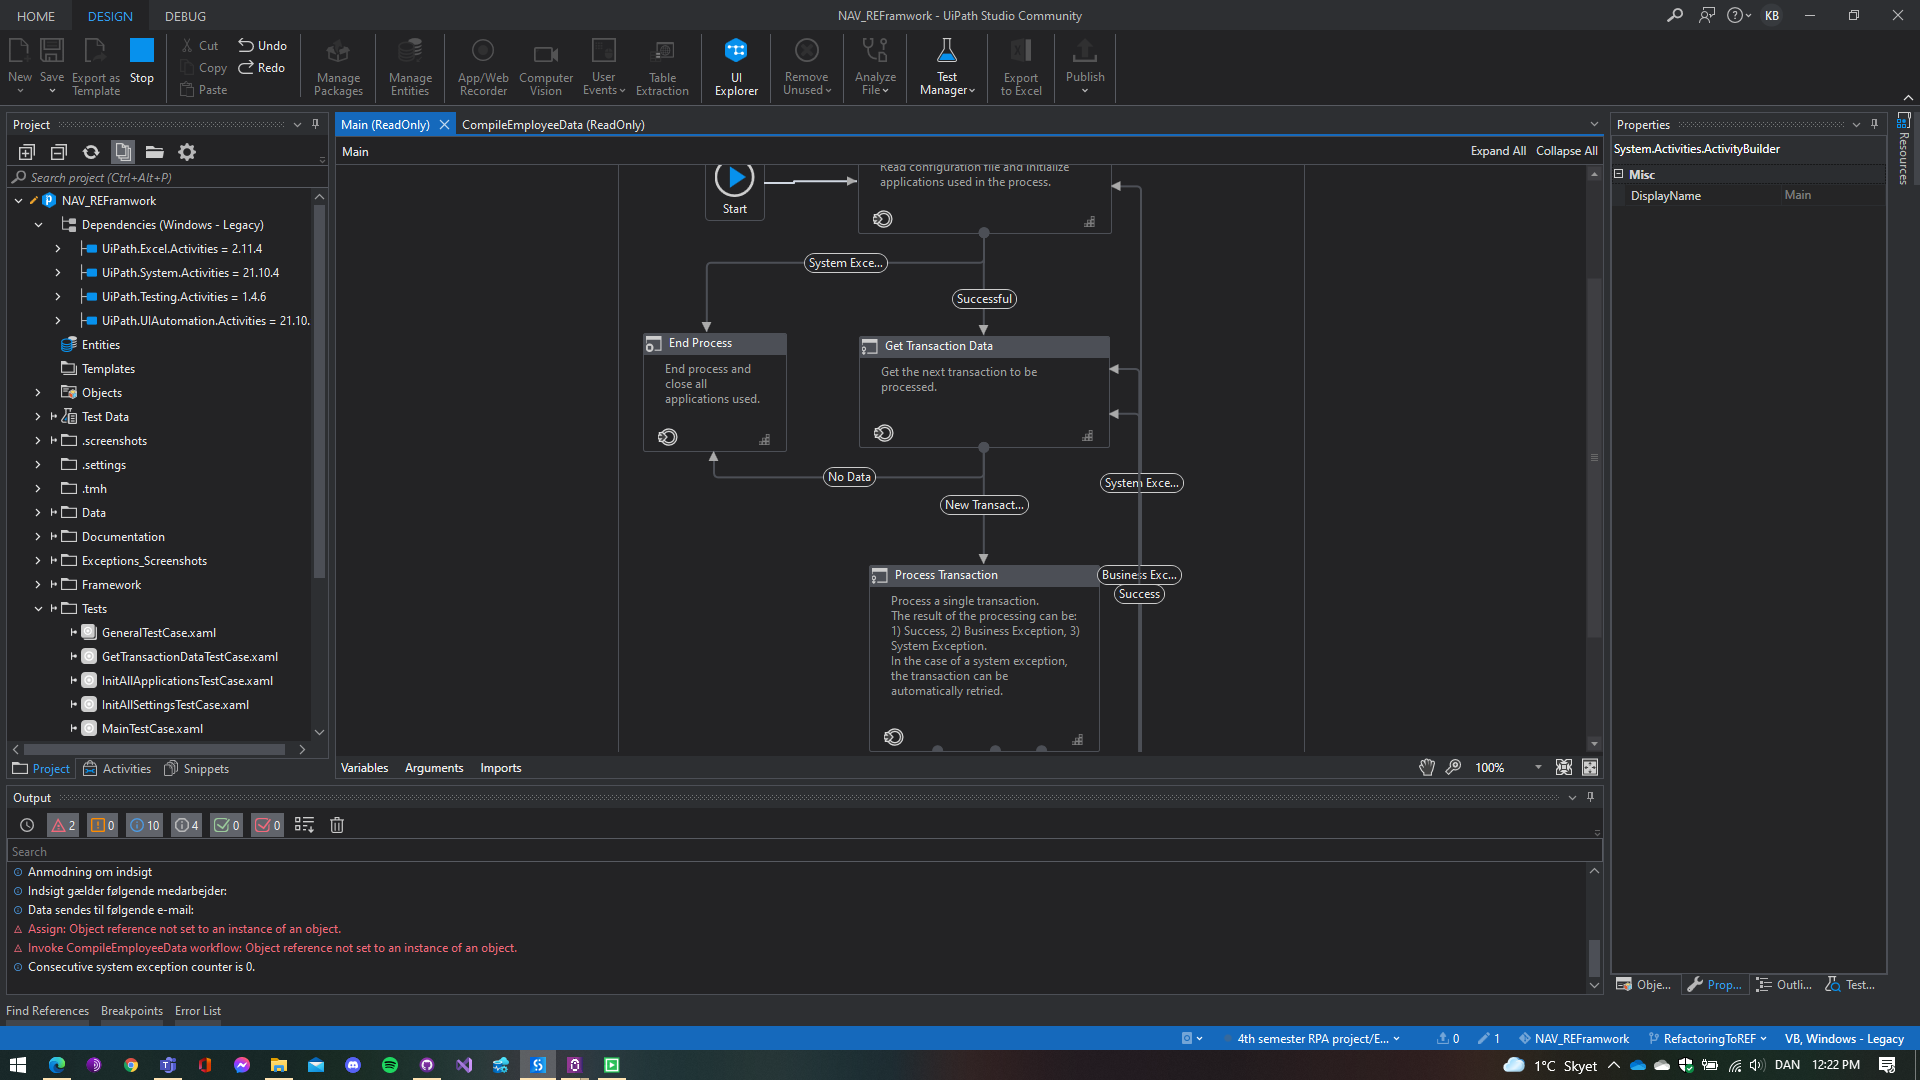 HOME
DESIGN
DEBUG
NAV_REFramwork - UiPath Studio Community
KB
New
Save
Export as Template
Stop
Cut
Copy
Paste
Undo
Redo
Manage Packages
Manage Entities
App/Web Recorder
Computer Vision
User Events
Table Extraction
UI Explorer
Remove Unused
Analyze File
Test Manager
Export to Excel
Publish
Project
Search project (Ctrl+Alt+P)
NAV_REFramwork
Dependencies (Windows - Legacy)
UiPath.Excel.Activities = 2.11.4
UiPath.System.Activities = 21.10.4
UiPath.Testing.Activities = 1.4.6
UiPath.UIAutomation.Activities = 21.10.
Entities
Templates
Objects
Test Data
.screenshots
.settings
.tmh
Data
Documentation
Exceptions_Screenshots
Framework
Tests
GeneralTestCase.xaml
GetTransactionDataTestCase.xaml
InitAllApplicationsTestCase.xaml
InitAllSettingsTestCase.xaml
MainTestCase.xaml
Project
Activities
Snippets
Main (ReadOnly)
CompileEmployeeData (ReadOnly)
Main
Expand All
Collapse All
Start
Read configuration file and initialize
applications used in the process.
System Exce...
Successful
End Process
End process and
close all
applications used.
Get Transaction Data
Get the next transaction to be
processed.
No Data
New Transact...
System Exce...
Process Transaction
Business Exc...
Success
Process a single transaction.
The result of the processing can be:
1) Success, 2) Business Exception, 3)
System Exception.
In the case of a system exception,
the transaction can be
automatically retried.
Variables
Arguments
Imports
100%
Properties
System.Activities.ActivityBuilder
Misc
DisplayName
Main
Resources
Obje...
Prop...
Outli...
Test...
Output
2
0
10
4
0
0
Search
Anmodning om indsigt
Indsigt gælder følgende medarbejder:
Data sendes til følgende e-mail:
Assign: Object reference not set to an instance of an object.
Invoke CompileEmployeeData workflow: Object reference not set to an instance of an object.
Consecutive system exception counter is 0.
Find References
Breakpoints
Error List
4th semester RPA project/E...
0
1
NAV_REFramwork
RefactoringToREF
VB, Windows - Legacy
1°C Skyet
DAN
12:22 PM